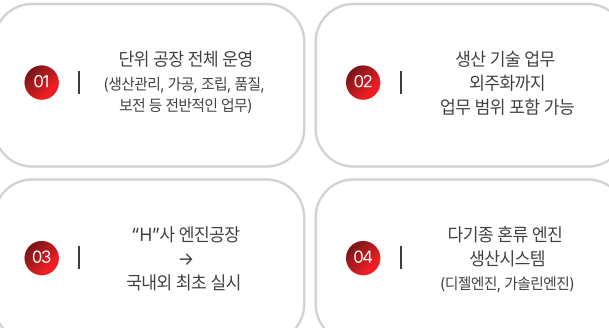 01
단위 공장 전체 운영
(생산관리, 가공, 조립, 품질,
보전 등 전반적인 업무)
02
생산 기술 업무
외주화까지
업무 범위 포함 가능
03
“H”사 엔진공장
→
국내외 최초 실시
04
다기종 혼류 엔진
생산시스템
(디젤엔진, 가솔린엔진)